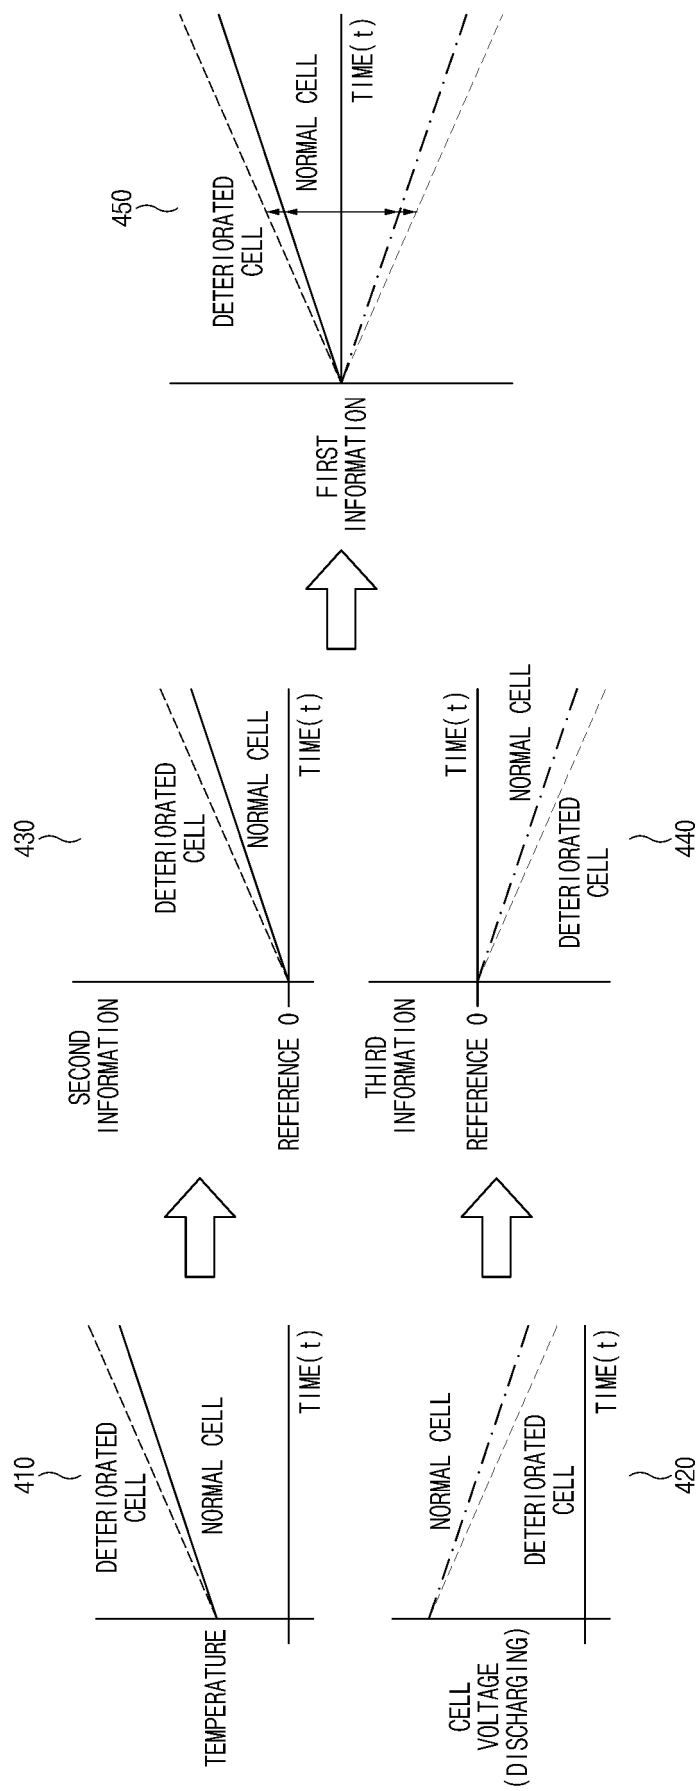 410
DETERIORATED
CELL
NORMAL CELL
TEMPERATURE
TIME(t)
CELL
VOLTAGE
(DISCHARGING)
NORMAL CELL
DETERIORATED
CELL
TIME(t)
420
430
SECOND
INFORMATION
DETERIORATED
CELL
NORMAL CELL
REFERENCE 0
TIME(t)
THIRD
INFORMATION
REFERENCE 0
TIME(t)
NORMAL CELL
DETERIORATED
CELL
440
450
DETERIORATED
CELL
NORMAL CELL
FIRST
INFORMATION
TIME(t)